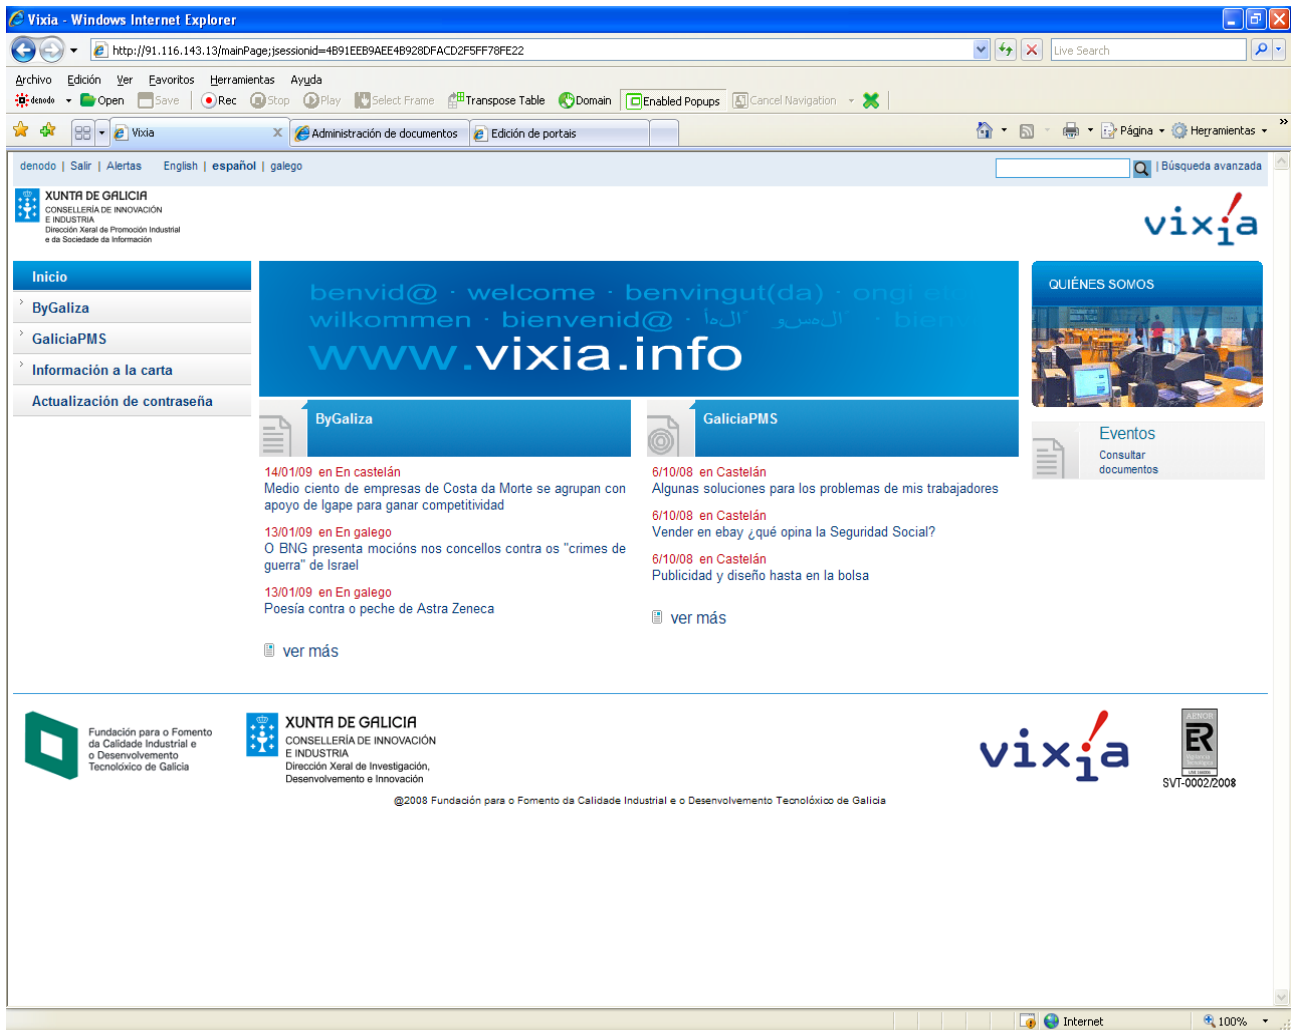 Vixia - Windows Internet Explorer
http://91.116.143.13/mainPage;jsessionid=4B91EEB9AEE4B928DFACD2F5FF78FE22
Live Search
Archivo Edición Ver Favoritos Herramientas Ayuda
denodo Open Save Rec Stop Play Select Frame Transpose Table Domain Enabled Popups Cancel Navigation
Vixia Administración de documentos Edición de portais Página Herramientas
denodo | Salir | Alertas English | español | galego | Búsqueda avanzada
XUNTA DE GALICIA
CONSELLERÍA DE INNOVACIÓN
E INDUSTRIA
Dirección Xeral de Promoción Industrial
e da Sociedade da Información
vixia
Inicio
ByGaliza
GaliciaPMS
Información a la carta
Actualización de contraseña
benvid@ · welcome · benvingut(da) · ongi
wilkommen · bienvenid@ ·
www.vixia.info
QUIÉNES SOMOS
Eventos
Consultar
documentos
ByGaliza
14/01/09 en En castelán
Medio ciento de empresas de Costa da Morte se agrupan con
apoyo de Igape para ganar competitividad
13/01/09 en En galego
O BNG presenta mocións nos concellos contra os "crimes de
guerra" de Israel
13/01/09 en En galego
Poesía contra o peche de Astra Zeneca
ver más
GaliciaPMS
6/10/08 en Castelán
Algunas soluciones para los problemas de mis trabajadores
6/10/08 en Castelán
Vender en ebay ¿qué opina la Seguridad Social?
6/10/08 en Castelán
Publicidad y diseño hasta en la bolsa
ver más
Fundación para o Fomento
da Calidade Industrial e
o Desenvolvemento
Tecnolóxico de Galicia
XUNTA DE GALICIA
CONSELLERÍA DE INNOVACIÓN
E INDUSTRIA
Dirección Xeral de Investigación,
Desenvolvemento e Innovación
vixia
AENOR
ER
SVT-0002/2008
@2008 Fundación para o Fomento da Calidade Industrial e o Desenvolvemento Tecnolóxico de Galicia
Internet 100%